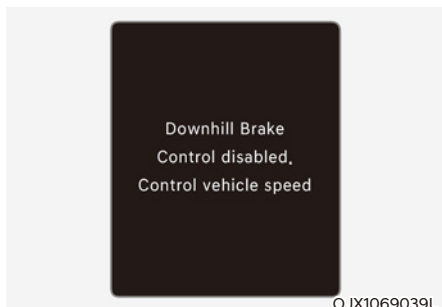 Downhill Brake
Control disabled.
Control vehicle speed
OJX1069039L